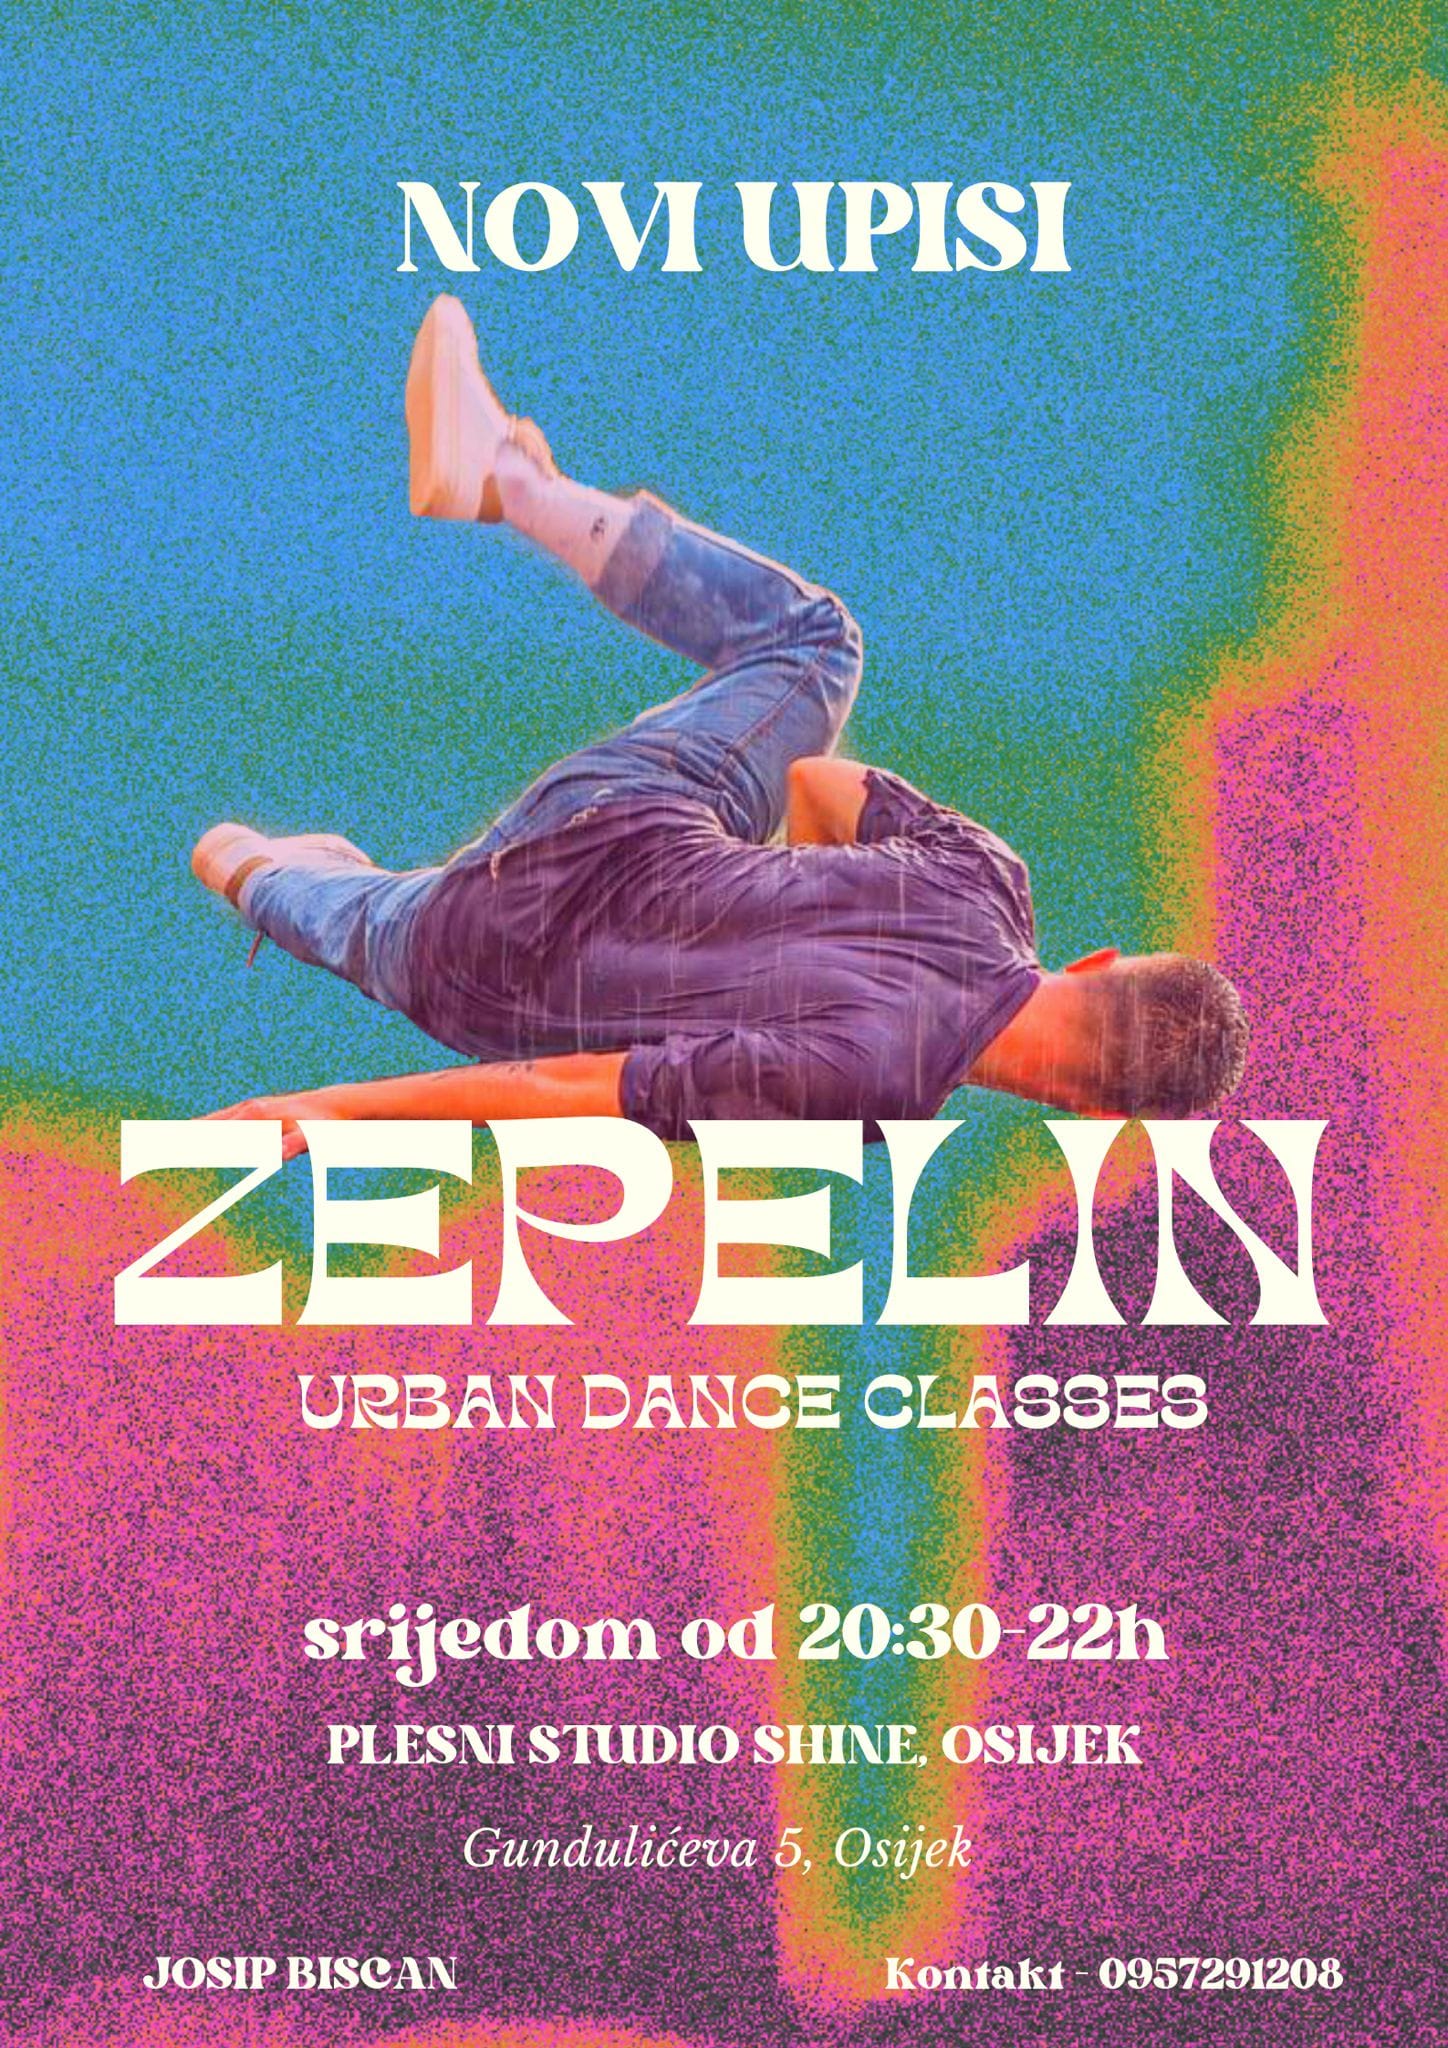 NOVI UPISI
ZEPELIN
URBAN DANCE CLASSES
srijedom od 20:30-22h
PLESNI STUDIO SHINE, OSIJEK
Gundulićeva 5, Osijek
JOSIP BISCAN
Kontakt - 0957291208